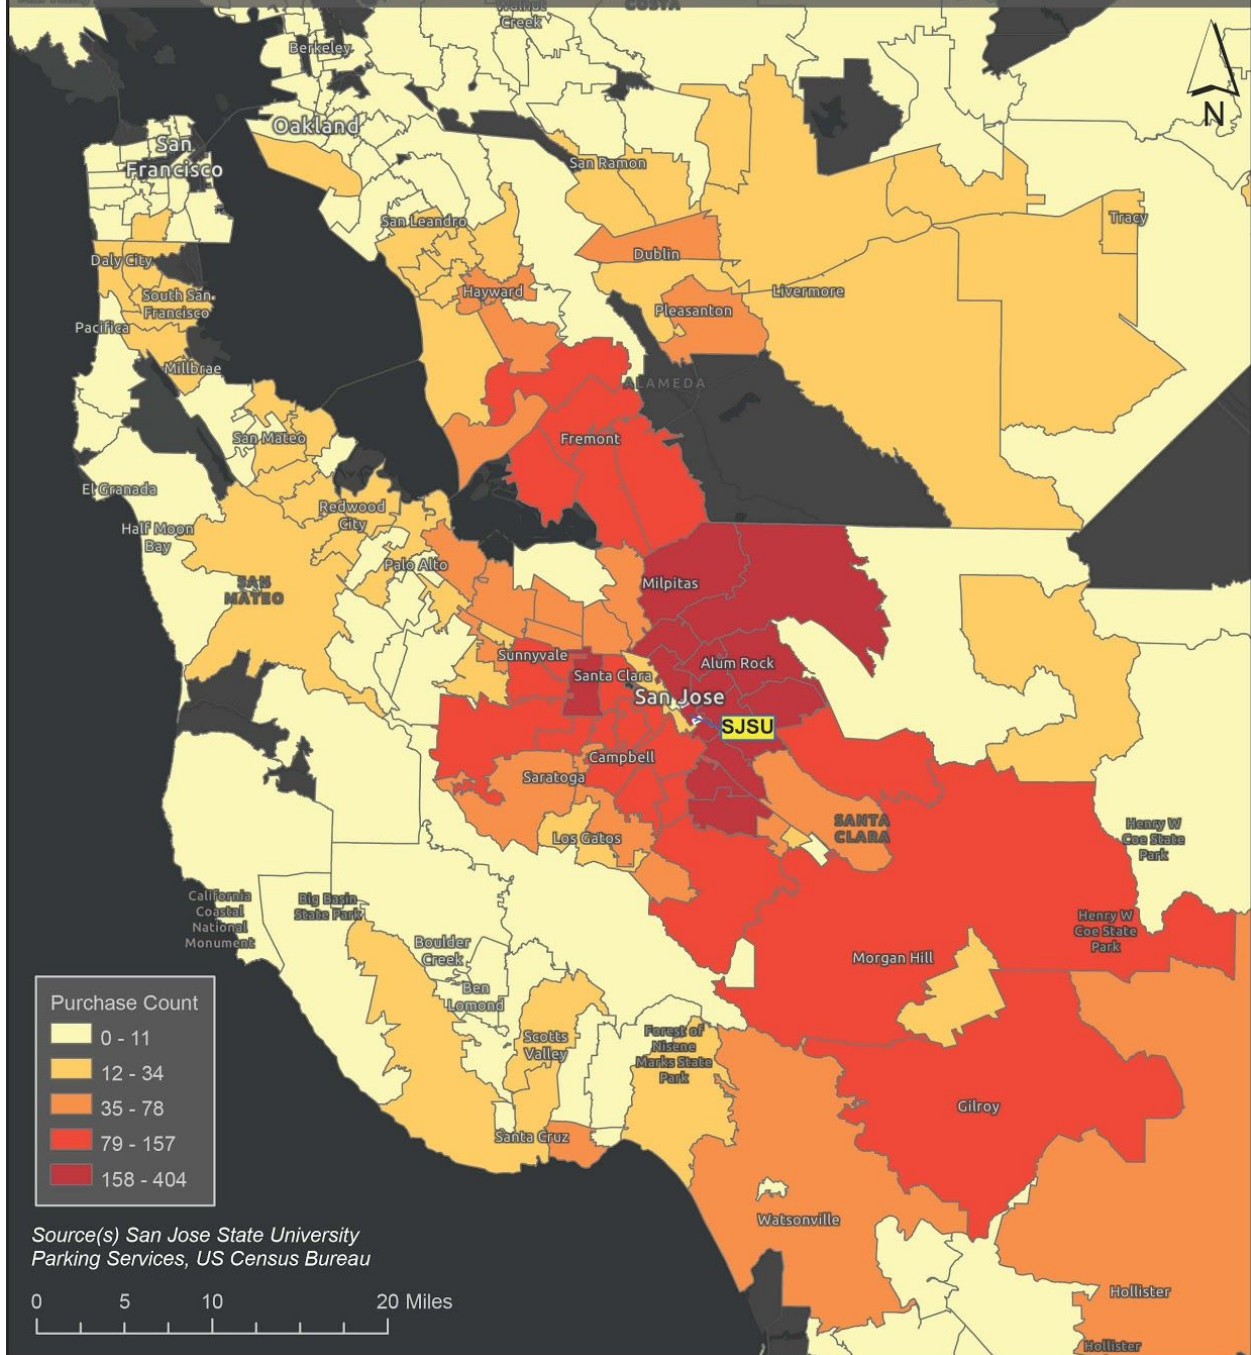 COSTA
Walnut
Creek
Berkeley
N
Oakland
San
Francisco
San Ramon
San Leandro
Tracy
Dublin
Daly City
Hayward
Livermore
South San
Francisco
Pleasanton
Pacifica
Millbrae
ALAMEDA
San Mateo
Fremont
El Granada
Redwood
City
Half Moon
Bay
Palo Alto
SAN
MATEO
Milpitas
Sunnyvale
Alum Rock
Santa Clara
San Jose
SJSU
Campbell
Saratoga
SANTA
CLARA
Los Gatos
Henry W
Coe State
Park
California
Coastal
National
Monument
Big Basin
State Park
Henry W
Coe State
Park
Boulder
Creek
Morgan Hill
Ben
Lomond
Scotts
Valley
Forest of
Nisene
Marks State
Park
Gilroy
Santa Cruz
Watsonville
Hollister
Hollister
Purchase Count
0 - 11
12 - 34
35 - 78
79 - 157
158 - 404
Source(s) San Jose State University
Parking Services, US Census Bureau
0 5 10 20 Miles